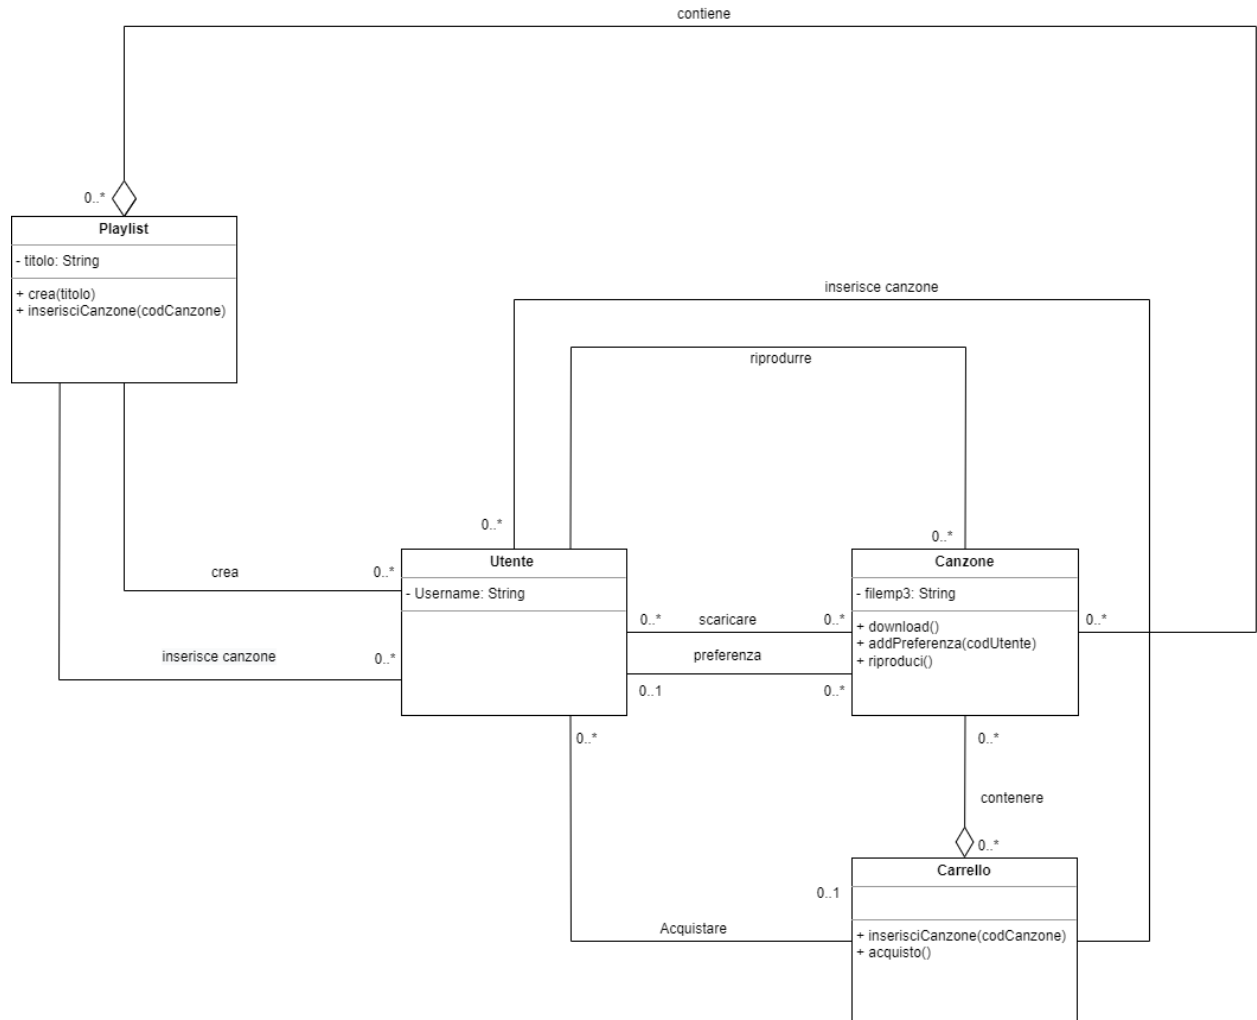 contiene
0..*
Playlist
- titolo: String
+ crea(titolo)
+ inserisciCanzone(codCanzone)
inserisce canzone
riprodurre
0..*
0..*
Utente
- Username: String
Canzone
- filemp3: String
+ download()
+ addPreferenza(codUtente)
+ riproduci()
crea
0..*
0..*
scaricare
0..*
0..*
inserisce canzone
0..*
preferenza
0..1
0..*
0..*
0..*
contenere
0..*
Carrello
0..1
Acquistare
+ inserisciCanzone(codCanzone)
+ acquisto()